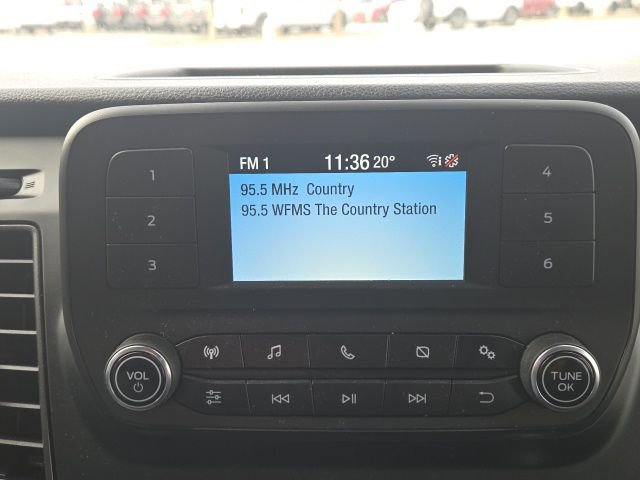 FM 1 11:36 20°
95.5 MHz Country
95.5 WFMS The Country Station
1
2
3
4
5
6
VOL
TUNE
OK